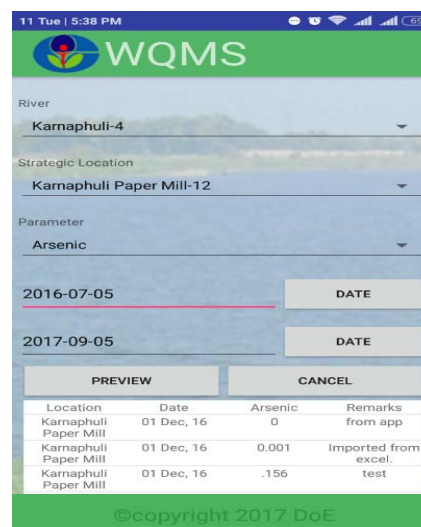 11 Tue | 5:38 PM 69
WQMS
River
Karnaphuli-4
Strategic Location
Karnaphuli Paper Mill-12
Parameter
Arsenic
2016-07-05 DATE
2017-09-05 DATE
PREVIEW CANCEL
Location Date Arsenic Remarks
Karnaphuli 01 Dec, 16 0 from app
Paper Mill
Karnaphuli 01 Dec, 16 0.001 Imported from
Paper Mill excel.
Karnaphuli 01 Dec, 16 .156 test
Paper Mill
©copyright 2017 DoE